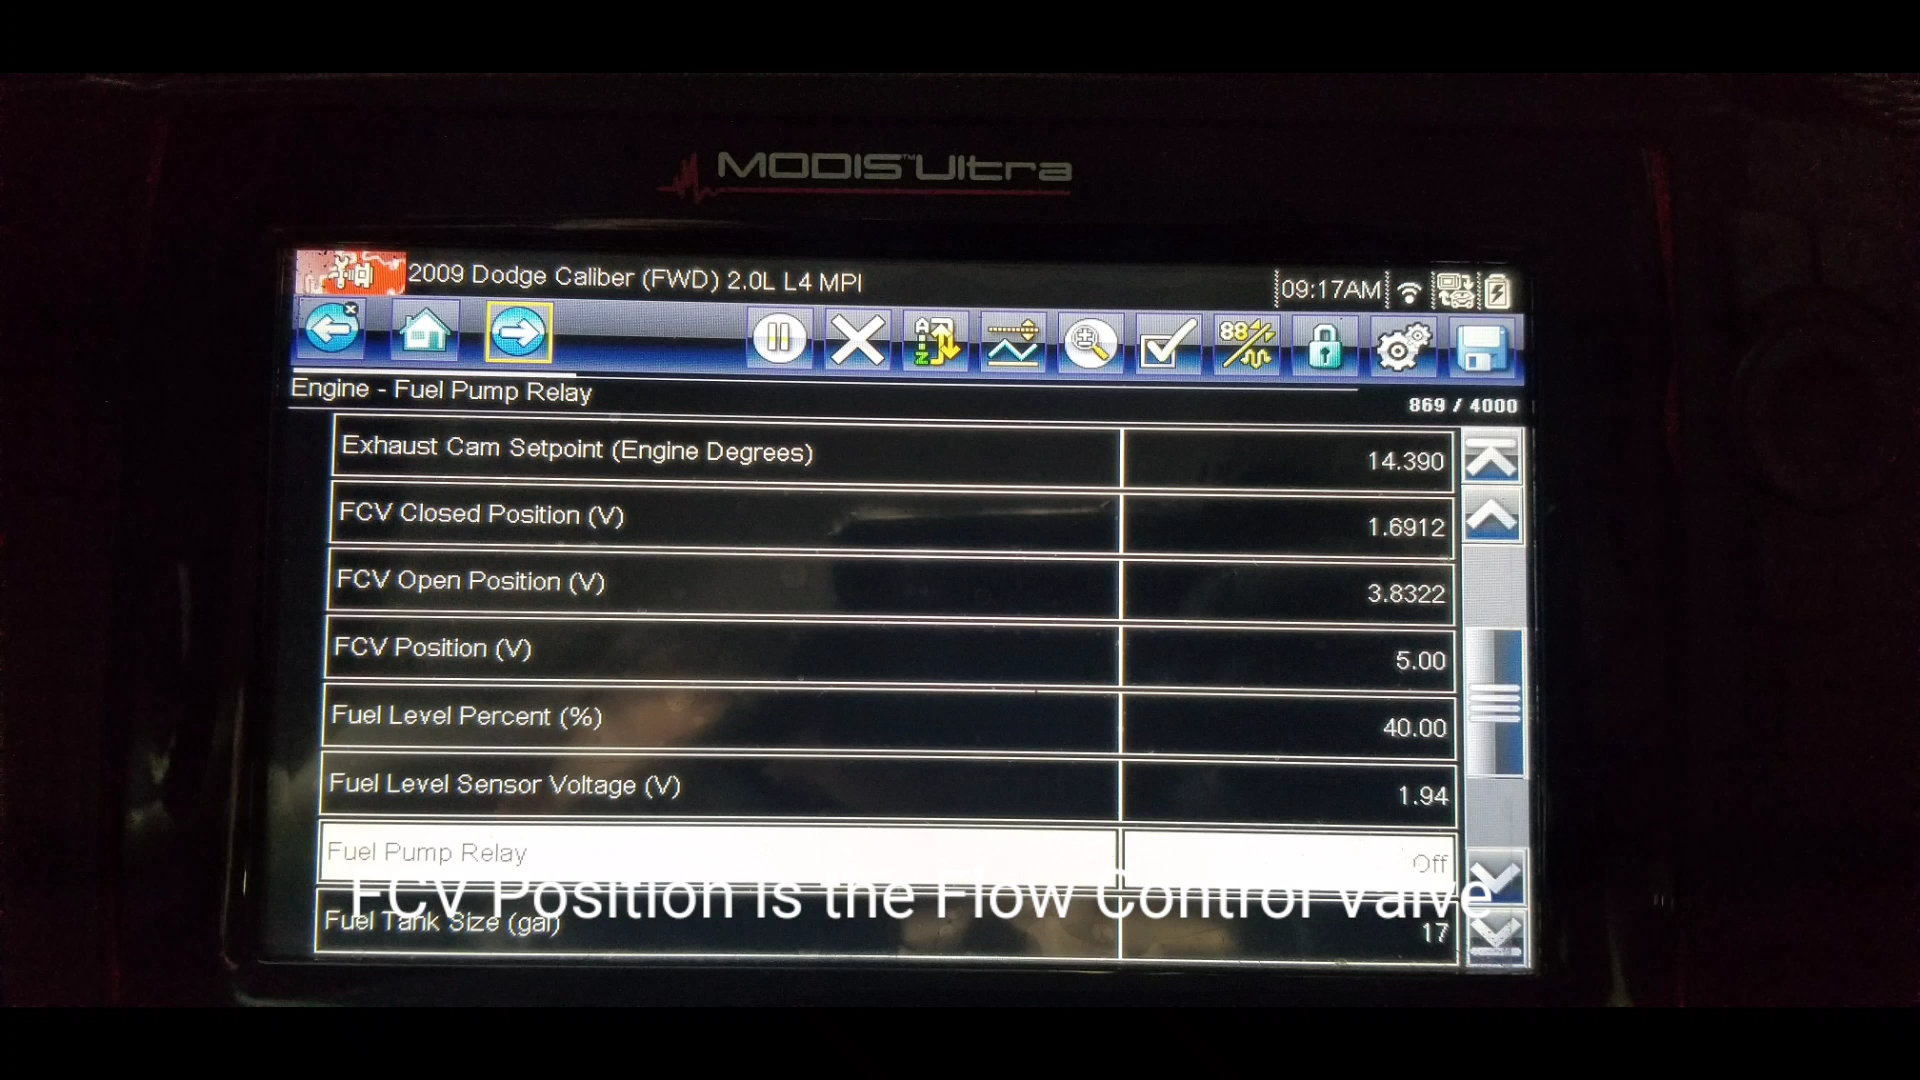 MODIS™Ultra
2009 Dodge Caliber (FWD) 2.0L L4 MPI
09:17AM
A
Z
88
Engine - Fuel Pump Relay
869 / 4000
Exhaust Cam Setpoint (Engine Degrees) 14.390
FCV Closed Position (V) 1.6912
FCV Open Position (V) 3.8322
FCV Position (V) 5.00
Fuel Level Percent (%) 40.00
Fuel Level Sensor Voltage (V) 1.94
Fuel Pump Relay Off
FCV Position is the Flow Control Valve
Fuel Tank Size (gal) 17